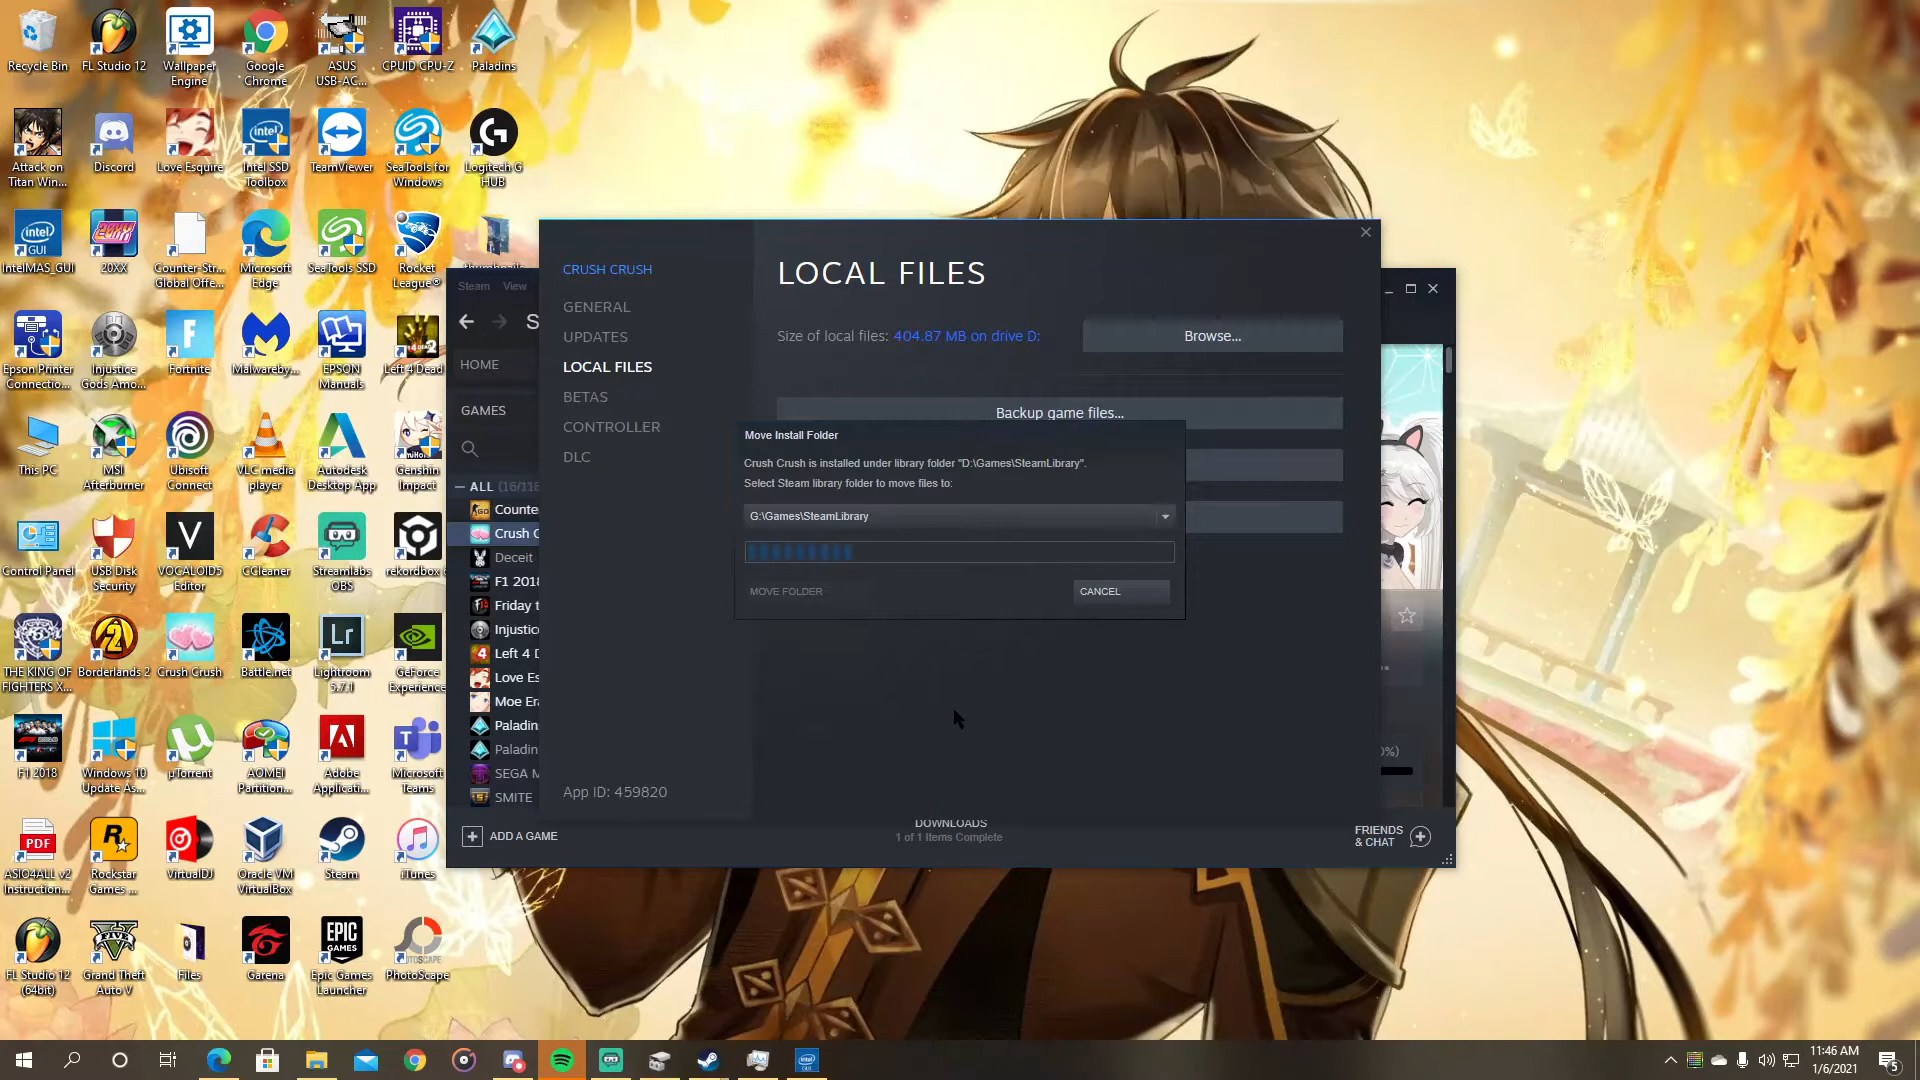 Recycle Bin
FL Studio 12
Wallpaper
Engine
Google
Chrome
ASUS
USB-AC...
CPUID CPU-Z
Paladins
Attack on
Titan Win...
Discord
Love Esquire
Intel SSD
Toolbox
TeamViewer
SeaTools for
Windows
Logitech G
HUB
IntelMAS_GUI
20XX
Counter-Str...
Global Offe...
Microsoft
Edge
SeaTools SSD
Rocket
League®
Epson Printer
Connectio...
Injustice
Gods Amo...
Fortnite
Malwareby...
EPSON
Manuals
Left 4 Dead
This PC
MSI
Afterburner
Ubisoft
Connect
VLC media
player
Autodesk
Desktop App
Genshin
Impact
Control Panel
USB Disk
Security
VOCALOID5
Editor
CCleaner
Streamlabs
OBS
rekordbox
THE KING OF
FIGHTERS X...
Borderlands 2
Crush Crush
Battle.net
Lightroom
5.7.1
GeForce
Experience
F1 2018
Windows 10
Update As...
µTorrent
AOMEI
Partition...
Adobe
Applicati...
Microsoft
Teams
ASIO4ALL v2
Instruction...
Rockstar
Games ...
VirtualDJ
Oracle VM
VirtualBox
Steam
iTunes
FL Studio 12
(64bit)
Grand Theft
Auto V
Files
Garena
Epic Games
Launcher
PhotoScape
Steam View
HOME
GAMES
ALL (16/118
Counte
Crush C
Deceit
F1 2018
Friday t
Injustic
Left 4 D
Love Es
Moe Er
Paladin
Paladin
SEGA M
SMITE
ADD A GAME
DOWNLOADS
1 of 1 Items Complete
FRIENDS
& CHAT
CRUSH CRUSH
GENERAL
UPDATES
LOCAL FILES
BETAS
CONTROLLER
DLC
App ID: 459820
LOCAL FILES
Size of local files: 404.87 MB on drive D:
Browse...
Backup game files...
Move Install Folder
Crush Crush is installed under library folder "D:\Games\SteamLibrary".
Select Steam library folder to move files to:
G:\Games\SteamLibrary
MOVE FOLDER
CANCEL
11:46 AM
1/6/2021
5